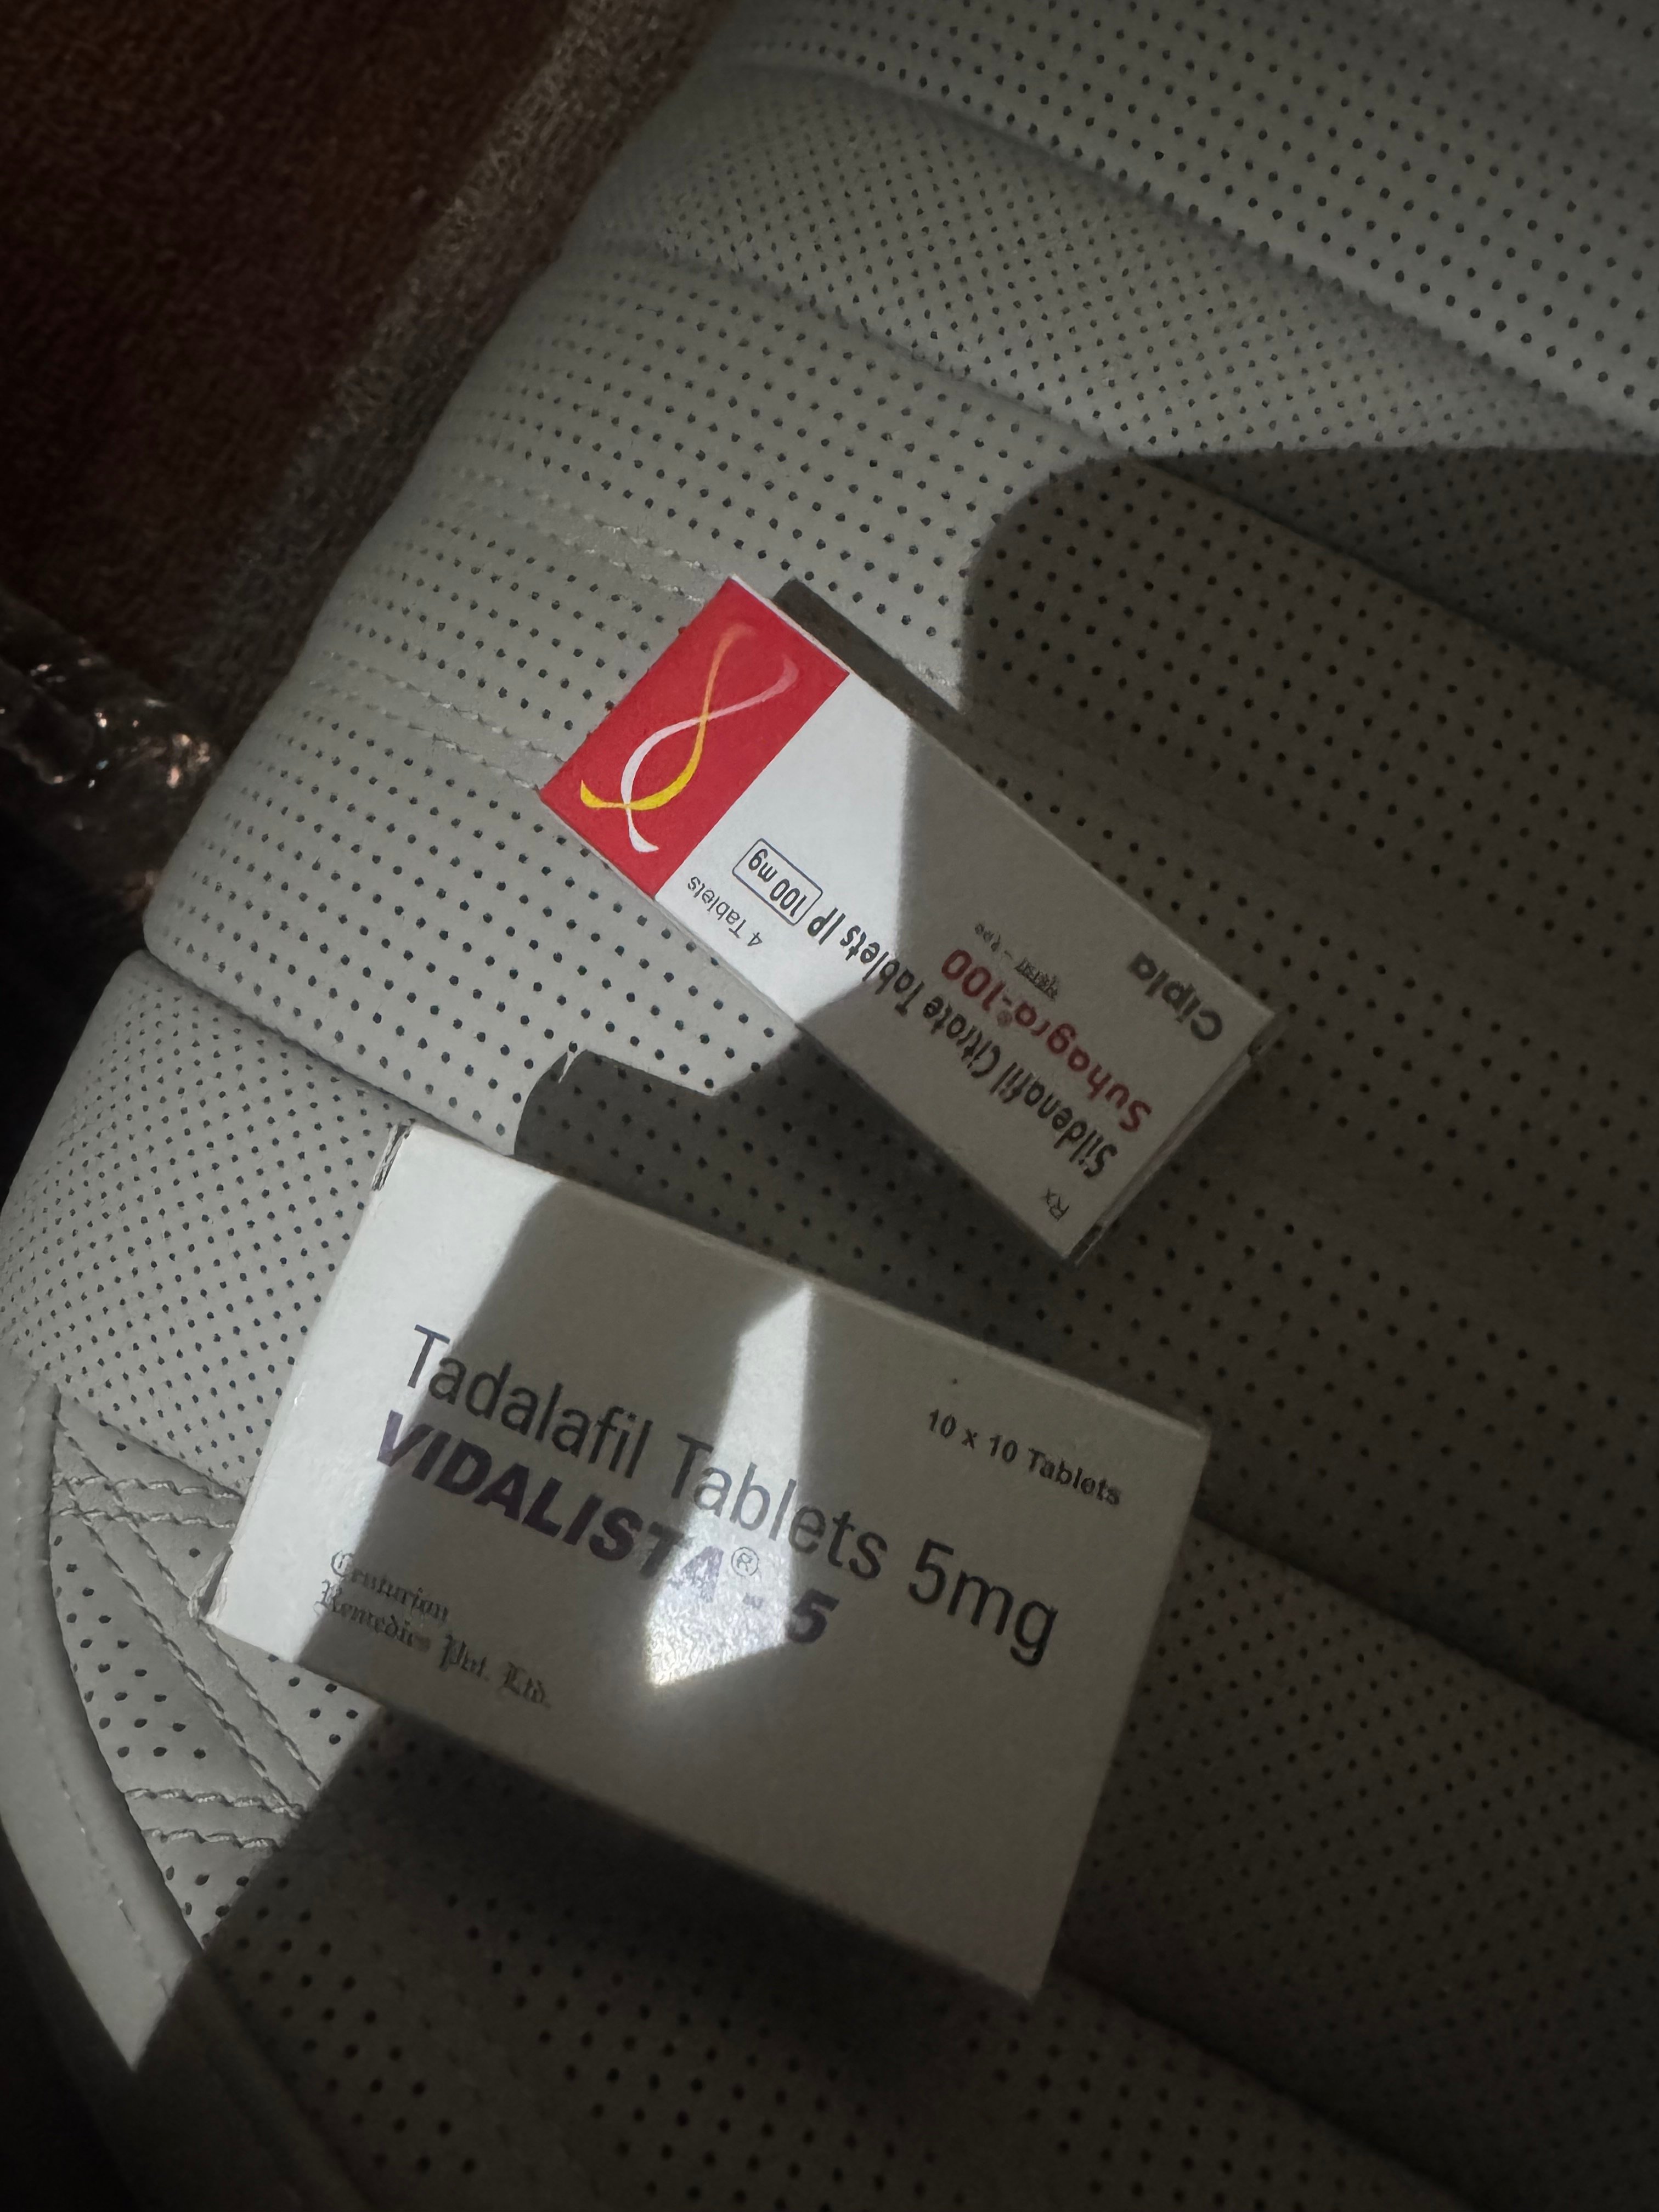 Rx
4 Tablets
Sildenafil Citrate Tablets IP 100 mg
Suhagra®-100
Cipla
10 x 10 Tablets
Tadalafil Tablets 5mg
VIDALISTA® - 5
Centurion
Remedies Pvt. Ltd.